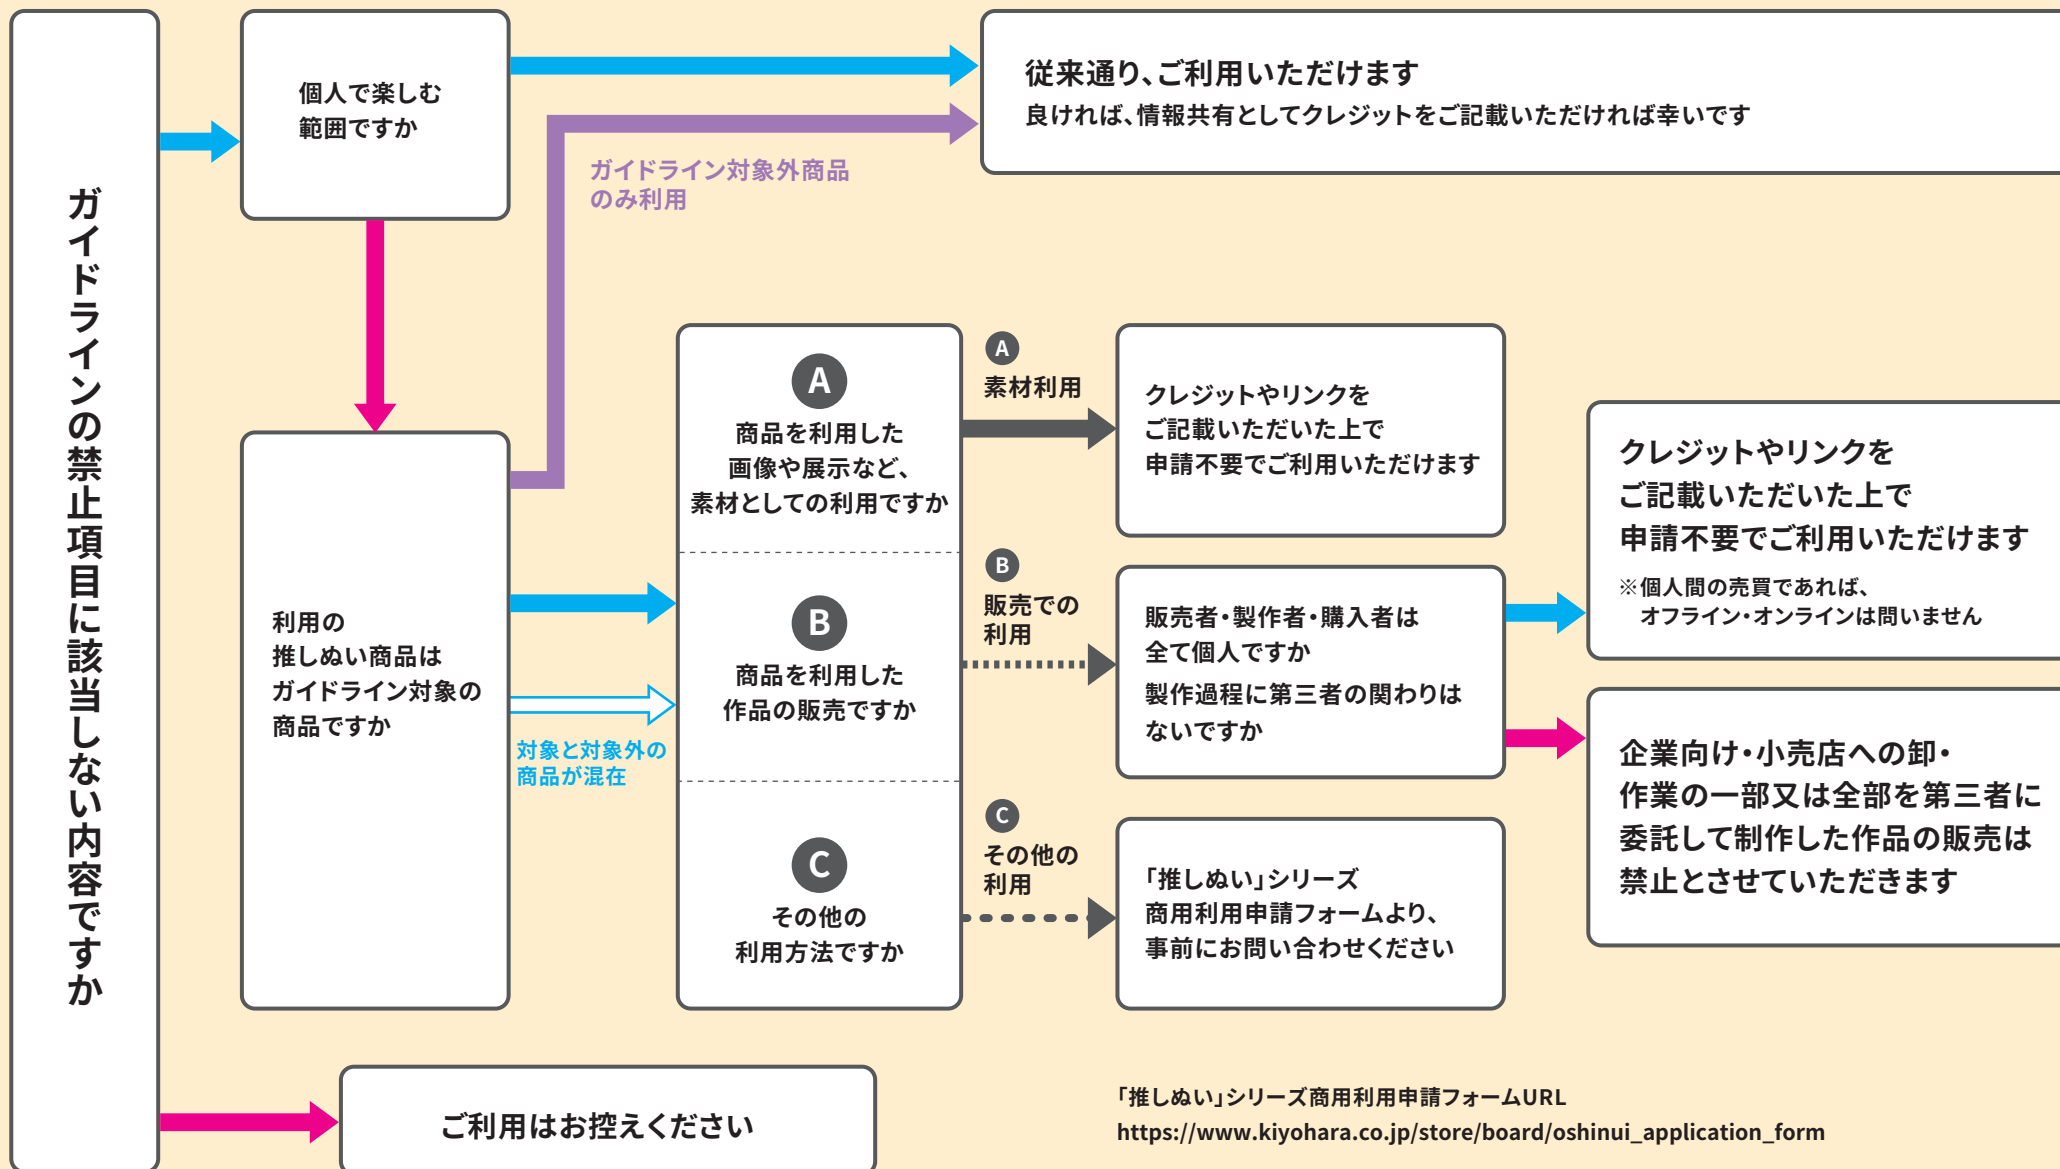 ガイドラインの禁止項目に該当しない内容ですか
個人で楽しむ
範囲ですか
従来通り、ご利用いただけます
良ければ、情報共有としてクレジットをご記載いただければ幸いです
ガイドライン対象外商品
のみ利用
利用の
推しぬい商品は
ガイドライン対象の
商品ですか
対象と対象外の
商品が混在
A
商品を利用した
画像や展示など、
素材としての利用ですか
B
商品を利用した
作品の販売ですか
C
その他の
利用方法ですか
A
素材利用
クレジットやリンクを
ご記載いただいた上で
申請不要でご利用いただけます
B
販売での
利用
販売者・製作者・購入者は
全て個人ですか
製作過程に第三者の関わりは
ないですか
クレジットやリンクを
ご記載いただいた上で
申請不要でご利用いただけます
※個人間の売買であれば、
オフライン・オンラインは問いません
企業向け・小売店への卸・
作業の一部又は全部を第三者に
委託して制作した作品の販売は
禁止とさせていただきます
C
その他の
利用
「推しぬい」シリーズ
商用利用申請フォームより、
事前にお問い合わせください
ご利用はお控えください
「推しぬい」シリーズ商用利用申請フォームURL
https://www.kiyohara.co.jp/store/board/oshinui_application_form